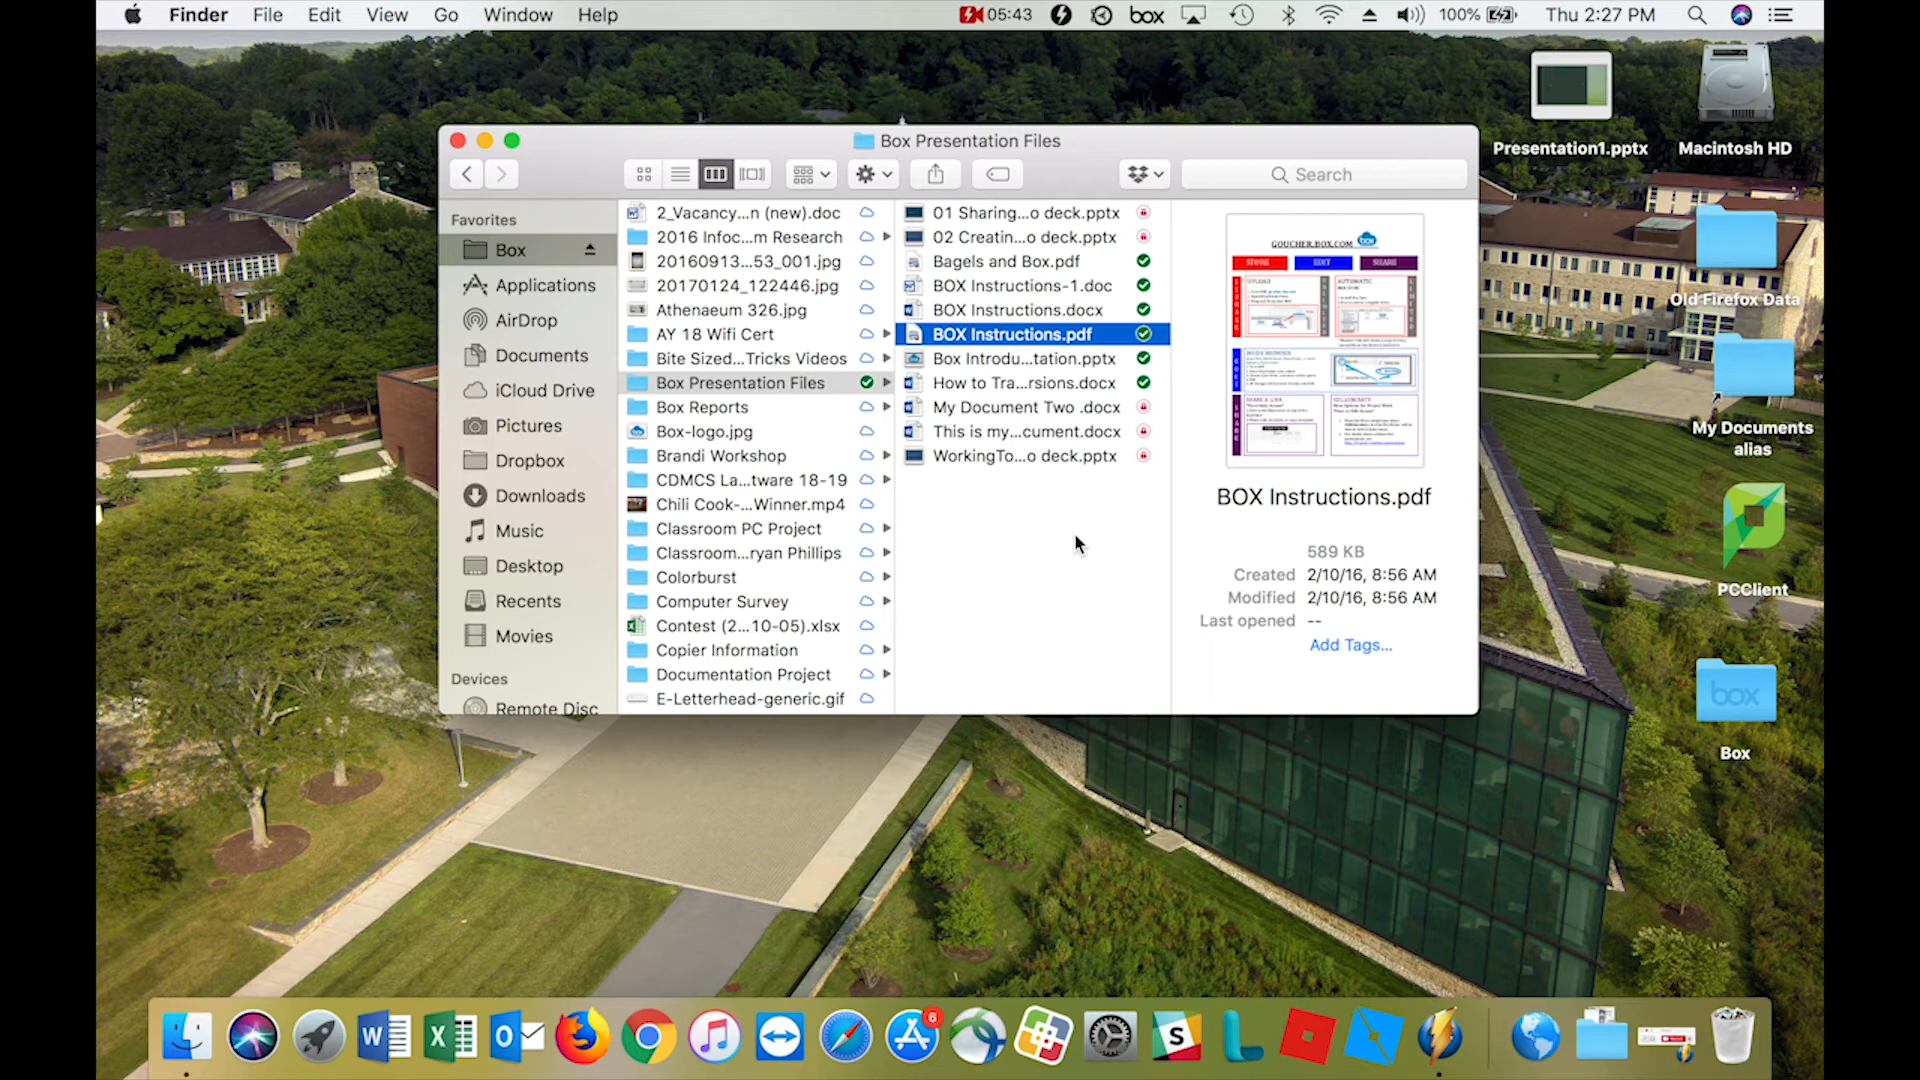 Finder File Edit View Go Window Help 05:43 box 100% Thu 2:27 PM
Box Presentation Files
Search
Favorites
Box
Applications
AirDrop
Documents
iCloud Drive
Pictures
Dropbox
Downloads
Music
Desktop
Recents
Movies
Devices
Remote Disc
2_Vacancy...n (new).doc
2016 Infoc...m Research
20160913...53_001.jpg
20170124_122446.jpg
Athenaeum 326.jpg
AY 18 Wifi Cert
Bite Sized...Tricks Videos
Box Presentation Files
Box Reports
Box-logo.jpg
Brandi Workshop
CDMCS La...tware 18-19
Chili Cook-...Winner.mp4
Classroom PC Project
Classroom...ryan Phillips
Colorburst
Computer Survey
Contest (2...10-05).xlsx
Copier Information
Documentation Project
E-Letterhead-generic.gif
01 Sharing...o deck.pptx
02 Creatin...o deck.pptx
Bagels and Box.pdf
BOX Instructions-1.doc
BOX Instructions.docx
BOX Instructions.pdf
Box Introdu...tation.pptx
How to Tra...rsions.docx
My Document Two .docx
This is my...cument.docx
WorkingTo...o deck.pptx
GOUCHER.BOX.COM
STORE EDIT SHARE
BOX Instructions.pdf
589 KB
Created 2/10/16, 8:56 AM
Modified 2/10/16, 8:56 AM
Last opened --
Add Tags...
Presentation1.pptx
Macintosh HD
Old Firefox Data
My Documents
alias
PCClient
box
Box
6